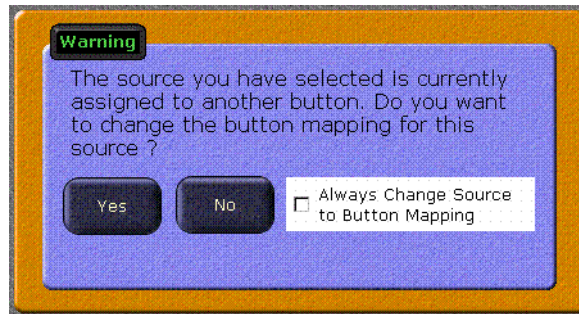 Warning
The source you have selected is currently
assigned to another button. Do you want
to change the button mapping for this
source ?
Yes
No
Always Change Source
to Button Mapping